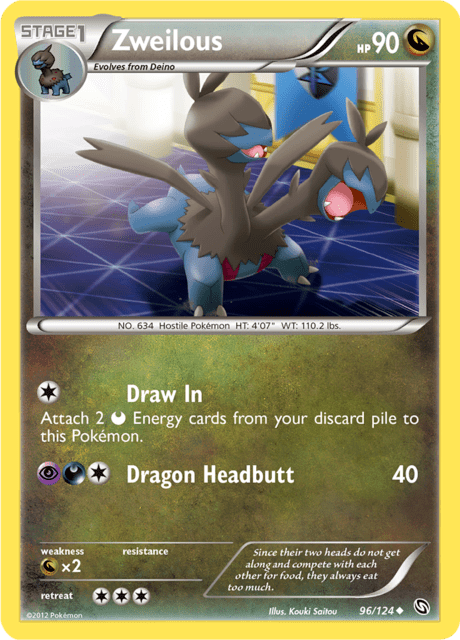 STAGE1 Zweilous HP 90
Evolves from Deino
NO. 634 Hostile Pokémon HT: 4'07" WT: 110.2 lbs.
Draw In
Attach 2 Energy cards from your discard pile to
this Pokémon.
Dragon Headbutt 40
weakness resistance
×2
retreat
Since their two heads do not get
along and compete with each
other for food, they always eat
too much.
©2012 Pokémon Illus. Kouki Saitou 96/124